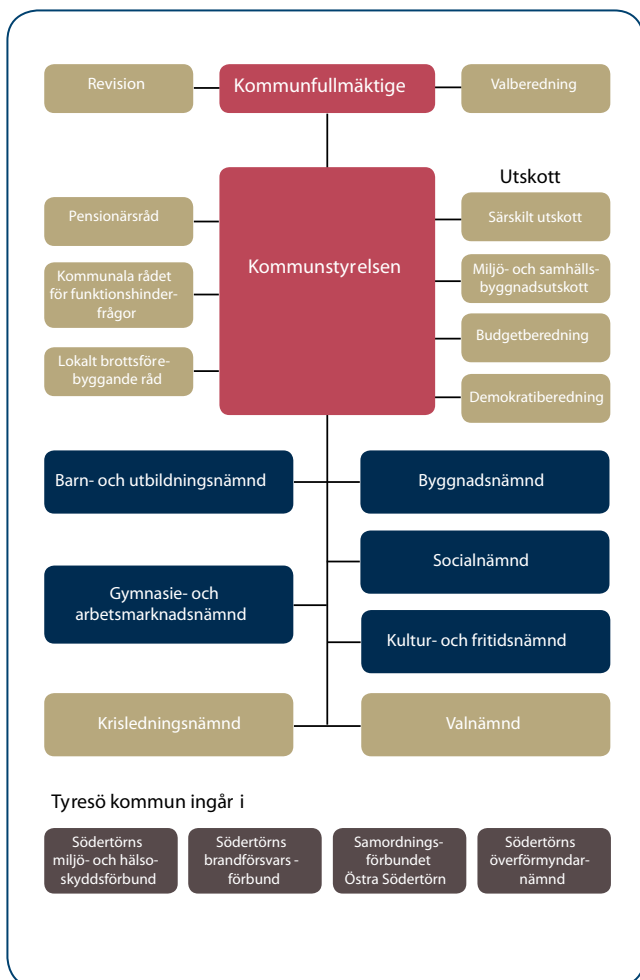 Revision
Kommunfullmäktige
Valberedning
Utskott
Pensionärsråd
Kommunala rådet
för funktionshinder-
frågor
Lokalt brottsföre-
byggande råd
Kommunstyrelsen
Särskilt utskott
Miljö- och samhälls-
byggnadsutskott
Budgetberedning
Demokratiberedning
Barn- och utbildningsnämnd
Byggnadsnämnd
Gymnasie- och
arbetsmarknadsnämnd
Socialnämnd
Kultur- och fritidsnämnd
Krisledningsnämnd
Valnämnd
Tyresö kommun ingår i
Södertörns
miljö- och hälso-
skyddsförbund
Södertörns
brandförsvars -
förbund
Samordnings-
förbundet
Östra Södertörn
Södertörns
överförmyndar-
nämnd